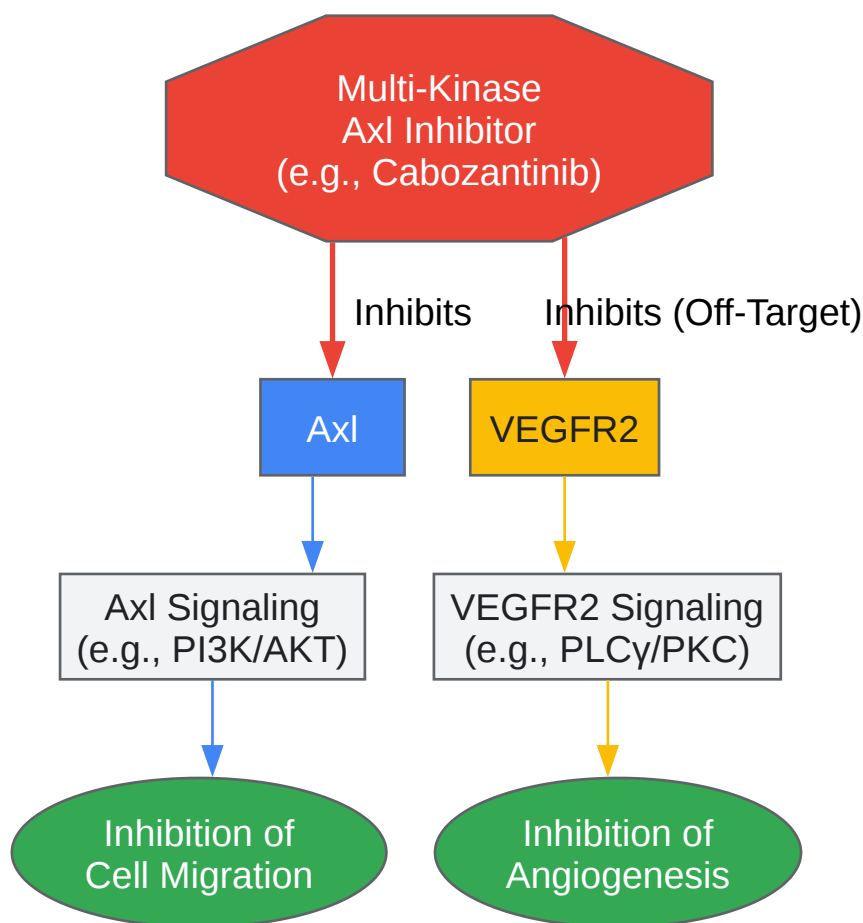 Multi-Kinase
Axl Inhibitor
(e.g., Cabozantinib)
Inhibits
Inhibits (Off-Target)
Axl
VEGFR2
Axl Signaling
(e.g., PI3K/AKT)
VEGFR2 Signaling
(e.g., PLCγ/PKC)
Inhibition of
Cell Migration
Inhibition of
Angiogenesis